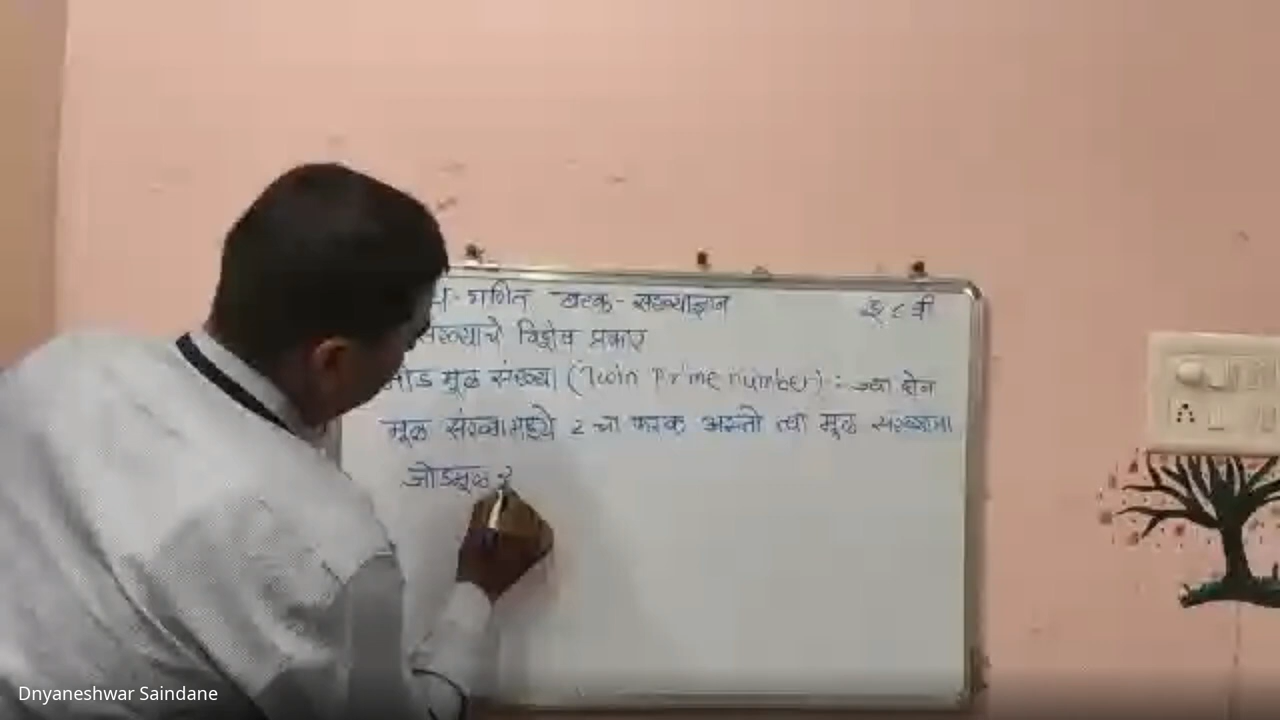 - गणित घटक - संख्याज्ञान इ ८ वी
संख्याचे विशेष प्रकार
जोड मूळ संख्या (Twin Prime number) : ज्या दोन
मूळ संख्यामध्ये 2 चा फरक असतो त्या मूळ संख्यांना
जोडमूळ
Dnyaneshwar Saindane